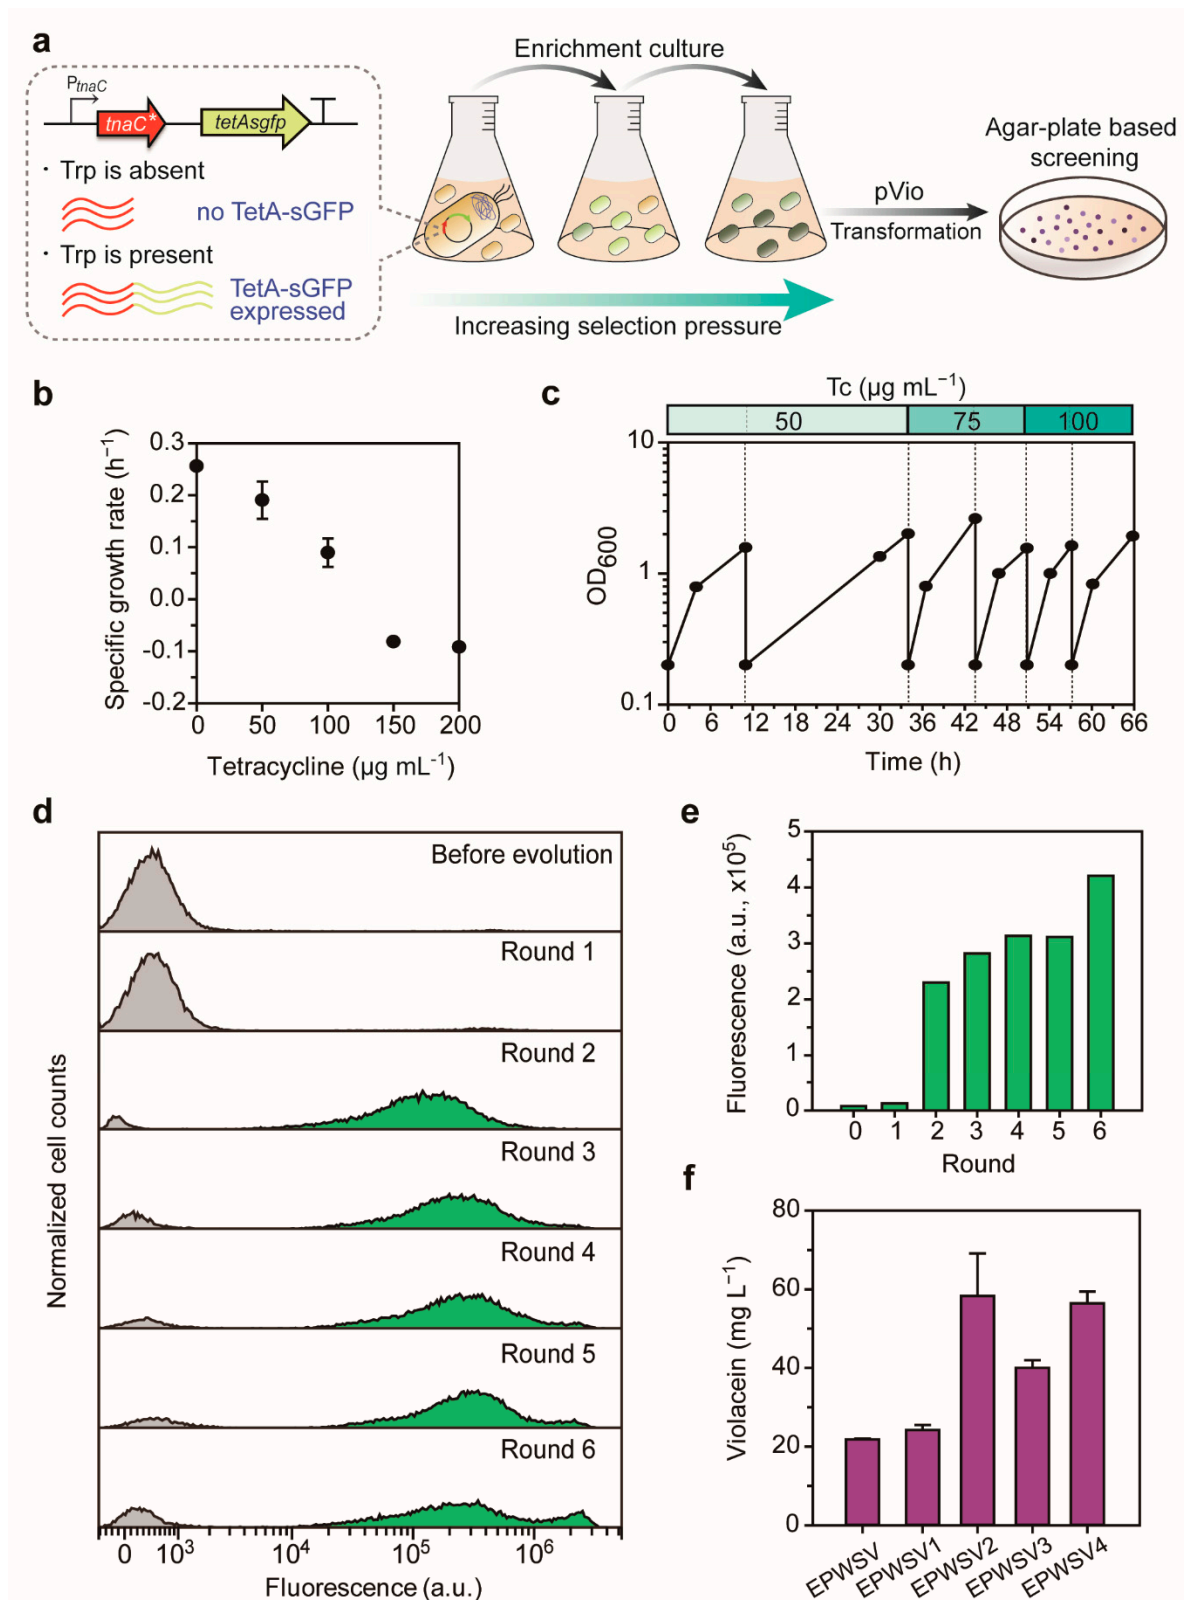 a
PtnaC
tnaC*
tetAsgfp
· Trp is absent
no TetA-sGFP
· Trp is present
TetA-sGFP
expressed
Enrichment culture
Increasing selection pressure
pVio
Transformation
Agar-plate based
screening
b
Specific growth rate (h⁻¹)
0.3
0.2
0.1
0.0
-0.1
-0.2
0 50 100 150 200
Tetracycline (µg mL⁻¹)
c
Tc (µg mL⁻¹)
50 75 100
OD₆₀₀
10
1
0.1
0 6 12 18 24 30 36 42 48 54 60 66
Time (h)
d
Normalized cell counts
Before evolution
Round 1
Round 2
Round 3
Round 4
Round 5
Round 6
0 10³ 10⁴ 10⁵ 10⁶
Fluorescence (a.u.)
e
Fluorescence (a.u., x10⁵)
5
4
3
2
1
0
0 1 2 3 4 5 6
Round
f
Violacein (mg L⁻¹)
80
60
40
20
0
EPWSV EPWSV1 EPWSV2 EPWSV3 EPWSV4